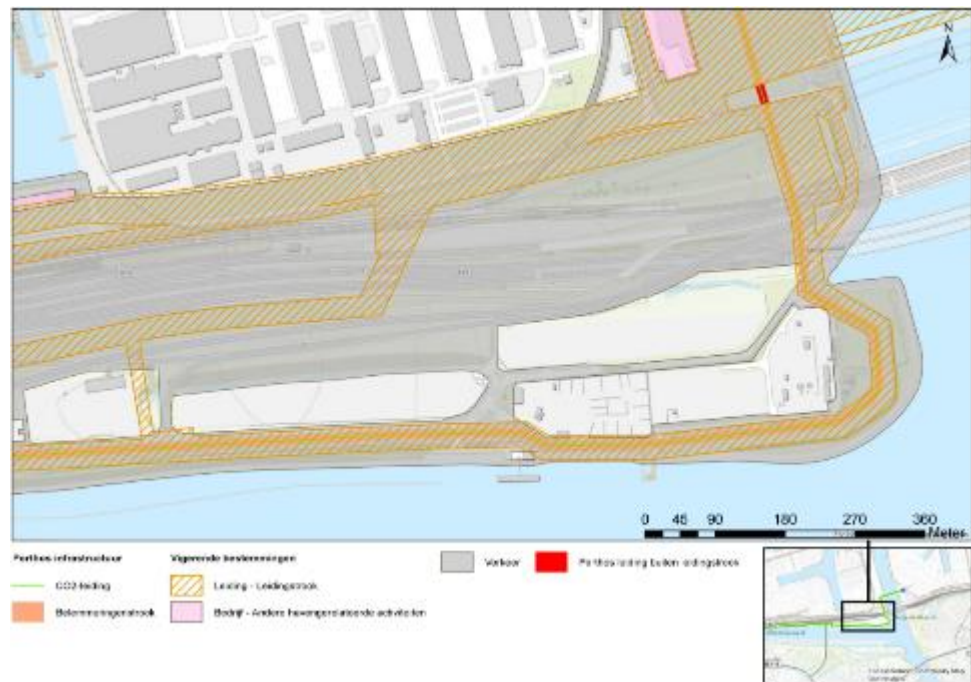 N
0 45 90 180 270 360
Meter
Porthos infrastructuur
CO2-leiding
Belemmeringenstrook
Vigerende bestemmingen
Leiding - Leidingstrook
Bedrijf - Andere havengerelateerde activiteiten
Verkeer
Porthos leiding buiten leidingstrook